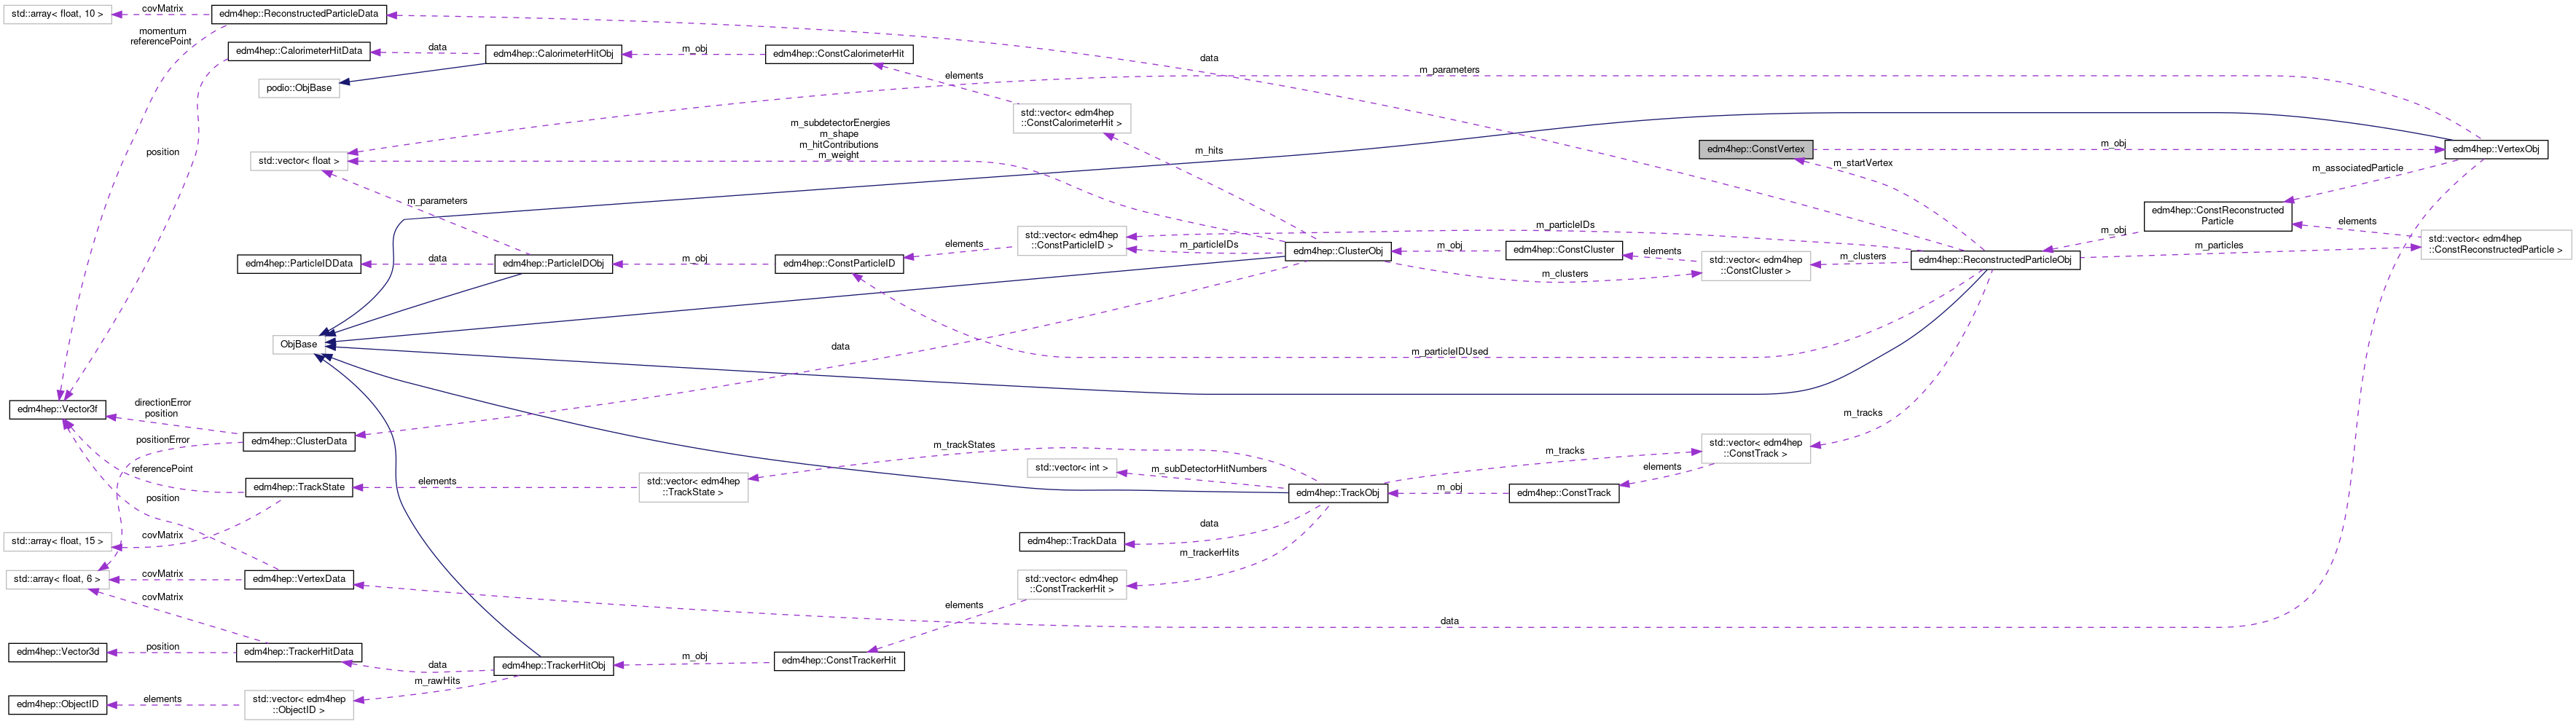 std::array< float, 10 >
covMatrix
edm4hep::ReconstructedParticleData
momentum
referencePoint
edm4hep::CalorimeterHitData
data
edm4hep::CalorimeterHitObj
m_obj
edm4hep::ConstCalorimeterHit
data
m_parameters
elements
podio::ObjBase
std::vector< edm4hep
::ConstCalorimeterHit >
m_subdetectorEnergies
m_shape
m_hitContributions
m_weight
position
std::vector< float >
m_hits
edm4hep::ConstVertex
m_obj
edm4hep::VertexObj
m_startVertex
m_associatedParticle
m_parameters
edm4hep::ConstReconstructed
Particle
elements
m_particleIDs
m_obj
std::vector< edm4hep
::ConstParticleID >
elements
m_particleIDs
edm4hep::ClusterObj
m_obj
edm4hep::ConstCluster
elements
m_particles
std::vector< edm4hep
::ConstReconstructedParticle >
edm4hep::ParticleIDData
data
edm4hep::ParticleIDObj
m_obj
edm4hep::ConstParticleID
m_clusters
std::vector< edm4hep
::ConstCluster >
m_clusters
edm4hep::ReconstructedParticleObj
ObjBase
data
m_particleIDUsed
edm4hep::Vector3f
directionError
position
edm4hep::ClusterData
positionError
m_tracks
m_trackStates
std::vector< edm4hep
::ConstTrack >
m_tracks
referencePoint
std::vector< int >
m_subDetectorHitNumbers
elements
edm4hep::TrackState
elements
std::vector< edm4hep
::TrackState >
edm4hep::TrackObj
m_obj
edm4hep::ConstTrack
position
std::array< float, 15 >
covMatrix
edm4hep::TrackData
data
m_trackerHits
std::array< float, 6 >
covMatrix
edm4hep::VertexData
std::vector< edm4hep
::ConstTrackerHit >
covMatrix
elements
data
edm4hep::Vector3d
position
edm4hep::TrackerHitData
data
edm4hep::TrackerHitObj
m_obj
edm4hep::ConstTrackerHit
m_rawHits
edm4hep::ObjectID
elements
std::vector< edm4hep
::ObjectID >